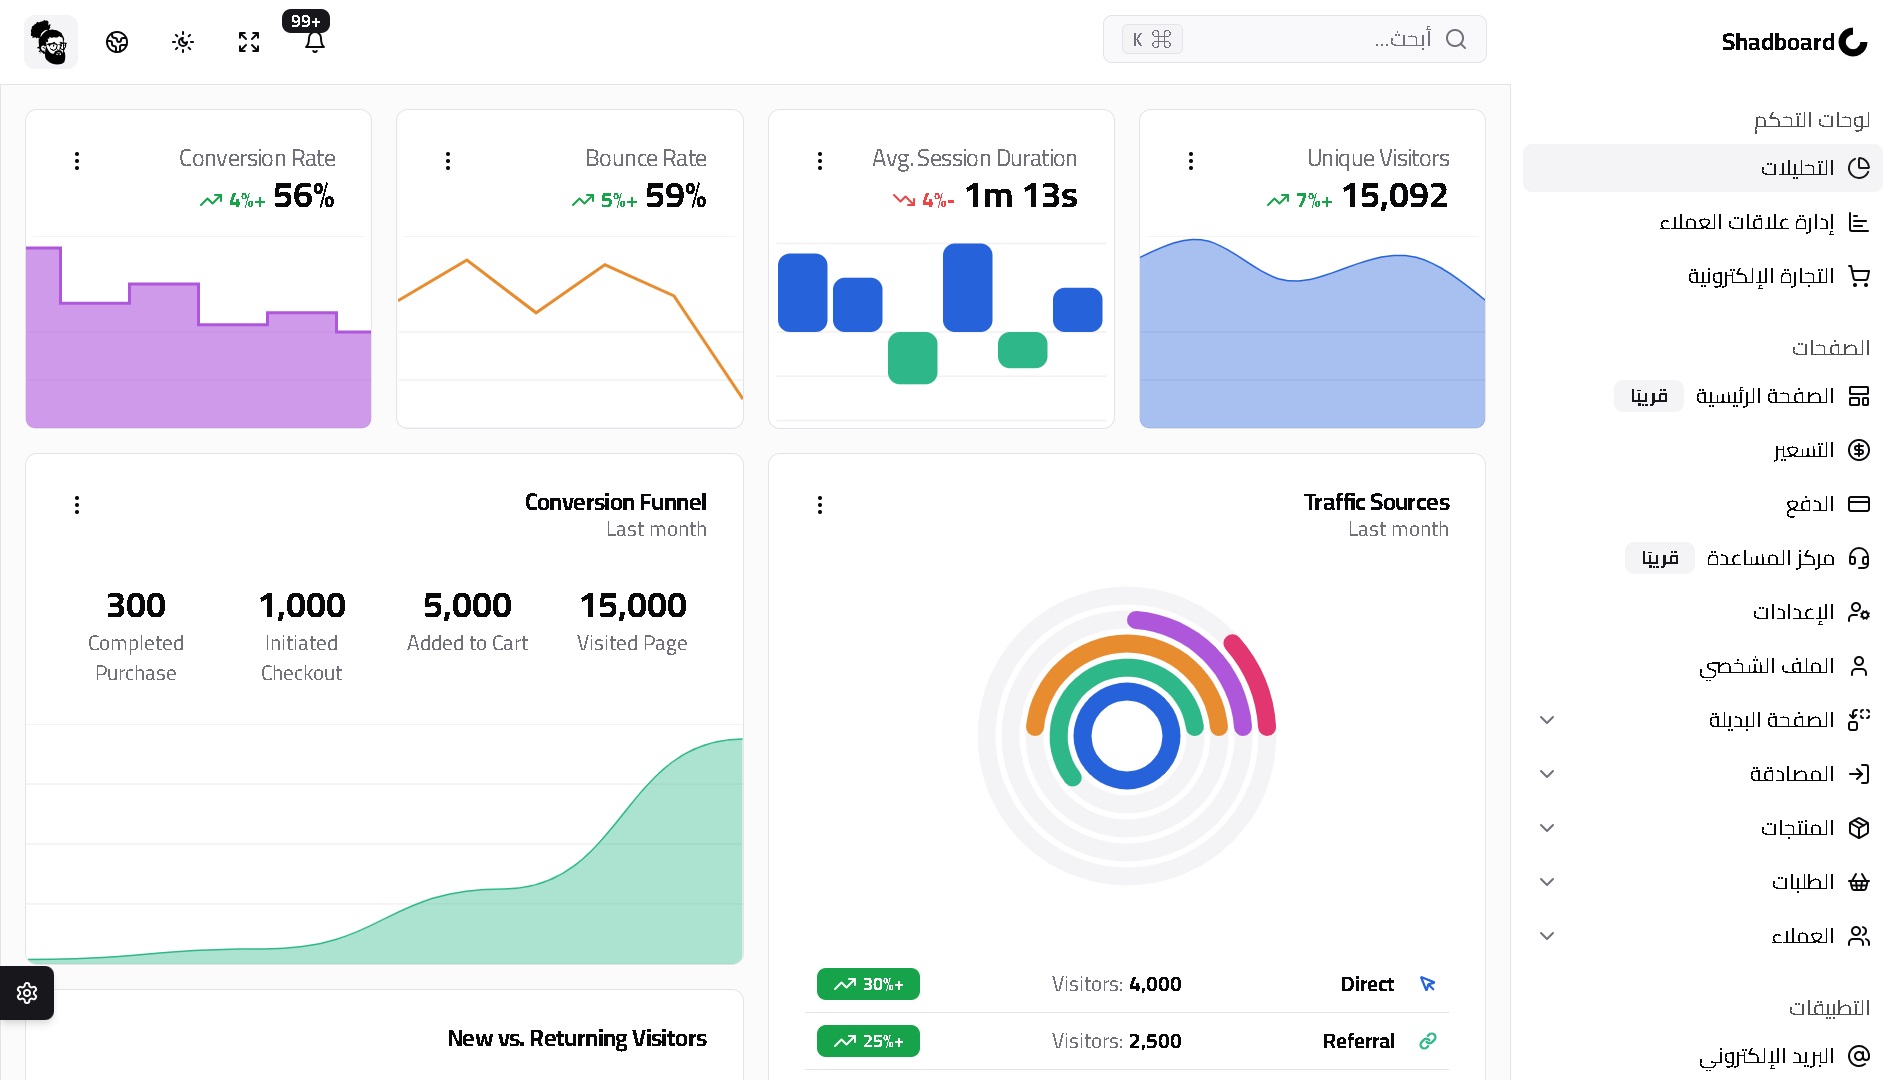 Shadboard
أبحث...
K ⌘
99+
لوحات التحكم
التحليلات
إدارة علاقات العملاء
التجارة الإلكترونية
الصفحات
الصفحة الرئيسية
قريبًا
التسعير
الدفع
مركز المساعدة
قريبًا
الإعدادات
الملف الشخصي
الصفحة البديلة
المصادقة
المنتجات
الطلبات
العملاء
التطبيقات
البريد الإلكتروني
Unique Visitors
15,092
7%+
Avg. Session Duration
1m 13s
4%-
Bounce Rate
59%
5%+
Conversion Rate
56%
4%+
Traffic Sources
Last month
Direct
Visitors: 4,000
30%+
Referral
Visitors: 2,500
25%+
Conversion Funnel
Last month
15,000
Visited Page
5,000
Added to Cart
1,000
Initiated
Checkout
300
Completed
Purchase
New vs. Returning Visitors